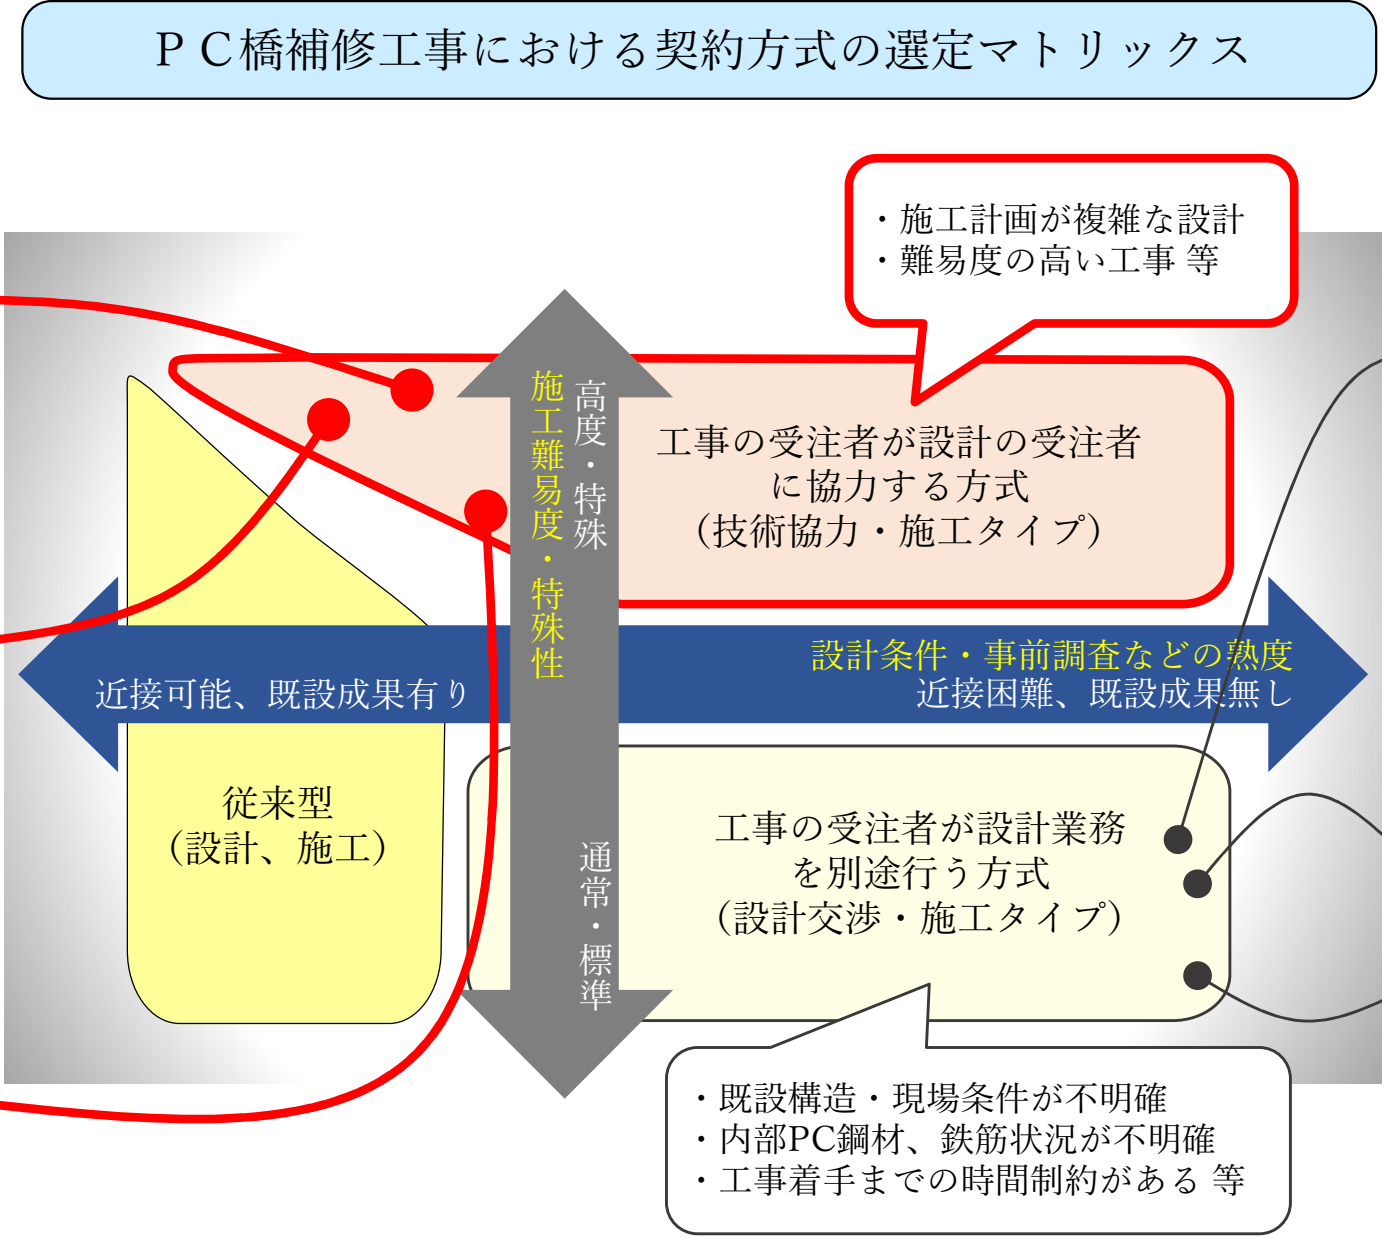 ＰＣ橋補修工事における契約方式の選定マトリックス
・施工計画が複雑な設計
・難易度の高い工事 等
施工難易度・特殊性
高度・特殊
工事の受注者が設計の受注者
に協力する方式
（技術協力・施工タイプ）
設計条件・事前調査などの熟度
近接可能、既設成果有り
近接困難、既設成果無し
従来型
（設計、施工）
通常・標準
工事の受注者が設計業務
を別途行う方式
（設計交渉・施工タイプ）
・既設構造・現場条件が不明確
・内部PC鋼材、鉄筋状況が不明確
・工事着手までの時間制約がある 等